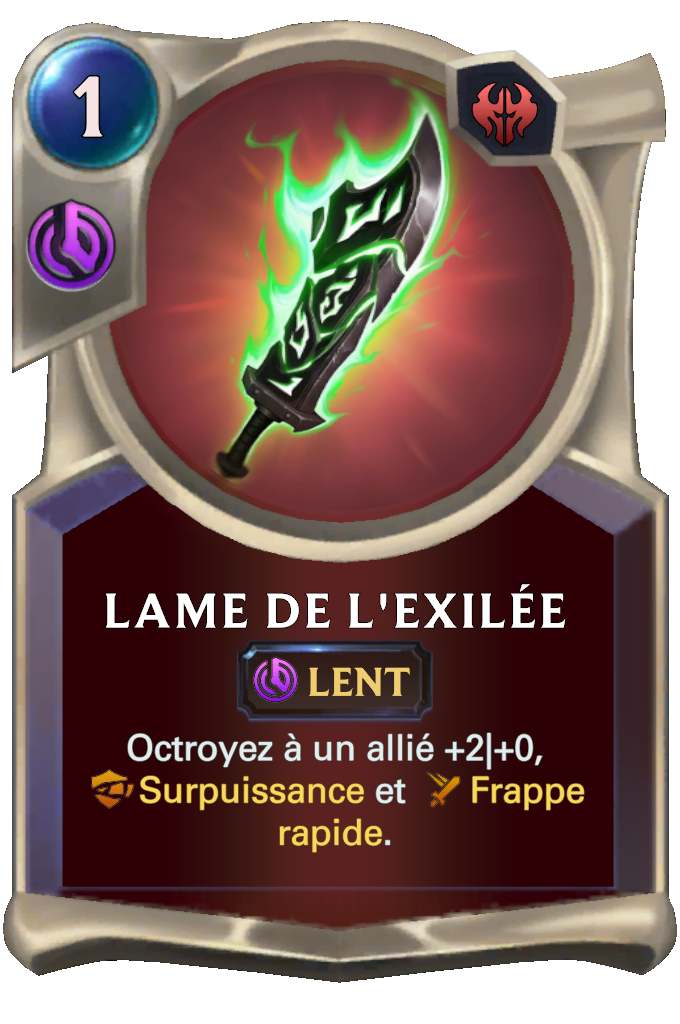 1
LAME DE L'EXILÉE
LENT
Octroyez à un allié +2|+0,
Surpuissance et Frappe
rapide.